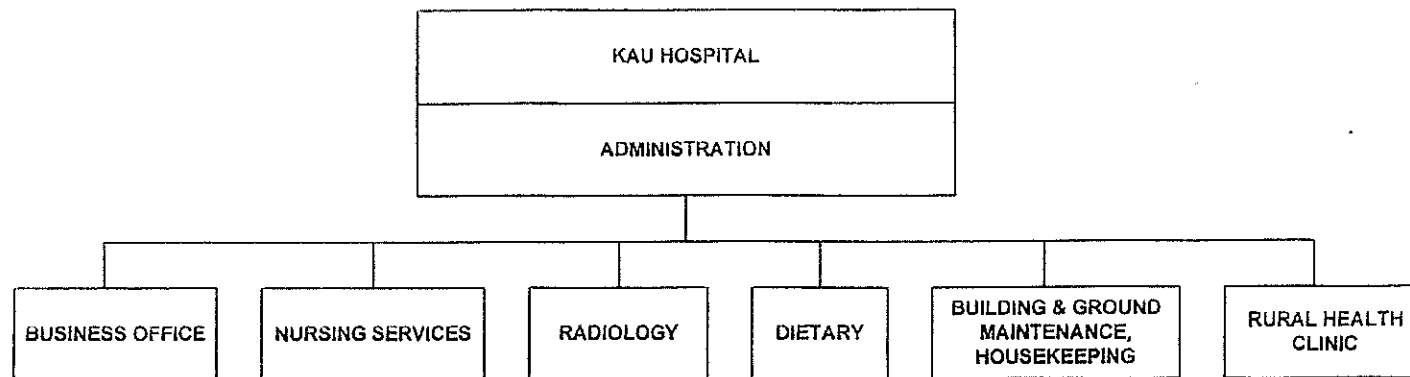 KAU HOSPITAL
ADMINISTRATION
BUSINESS OFFICE
NURSING SERVICES
RADIOLOGY
DIETARY
BUILDING & GROUND
MAINTENANCE,
HOUSEKEEPING
RURAL HEALTH
CLINIC